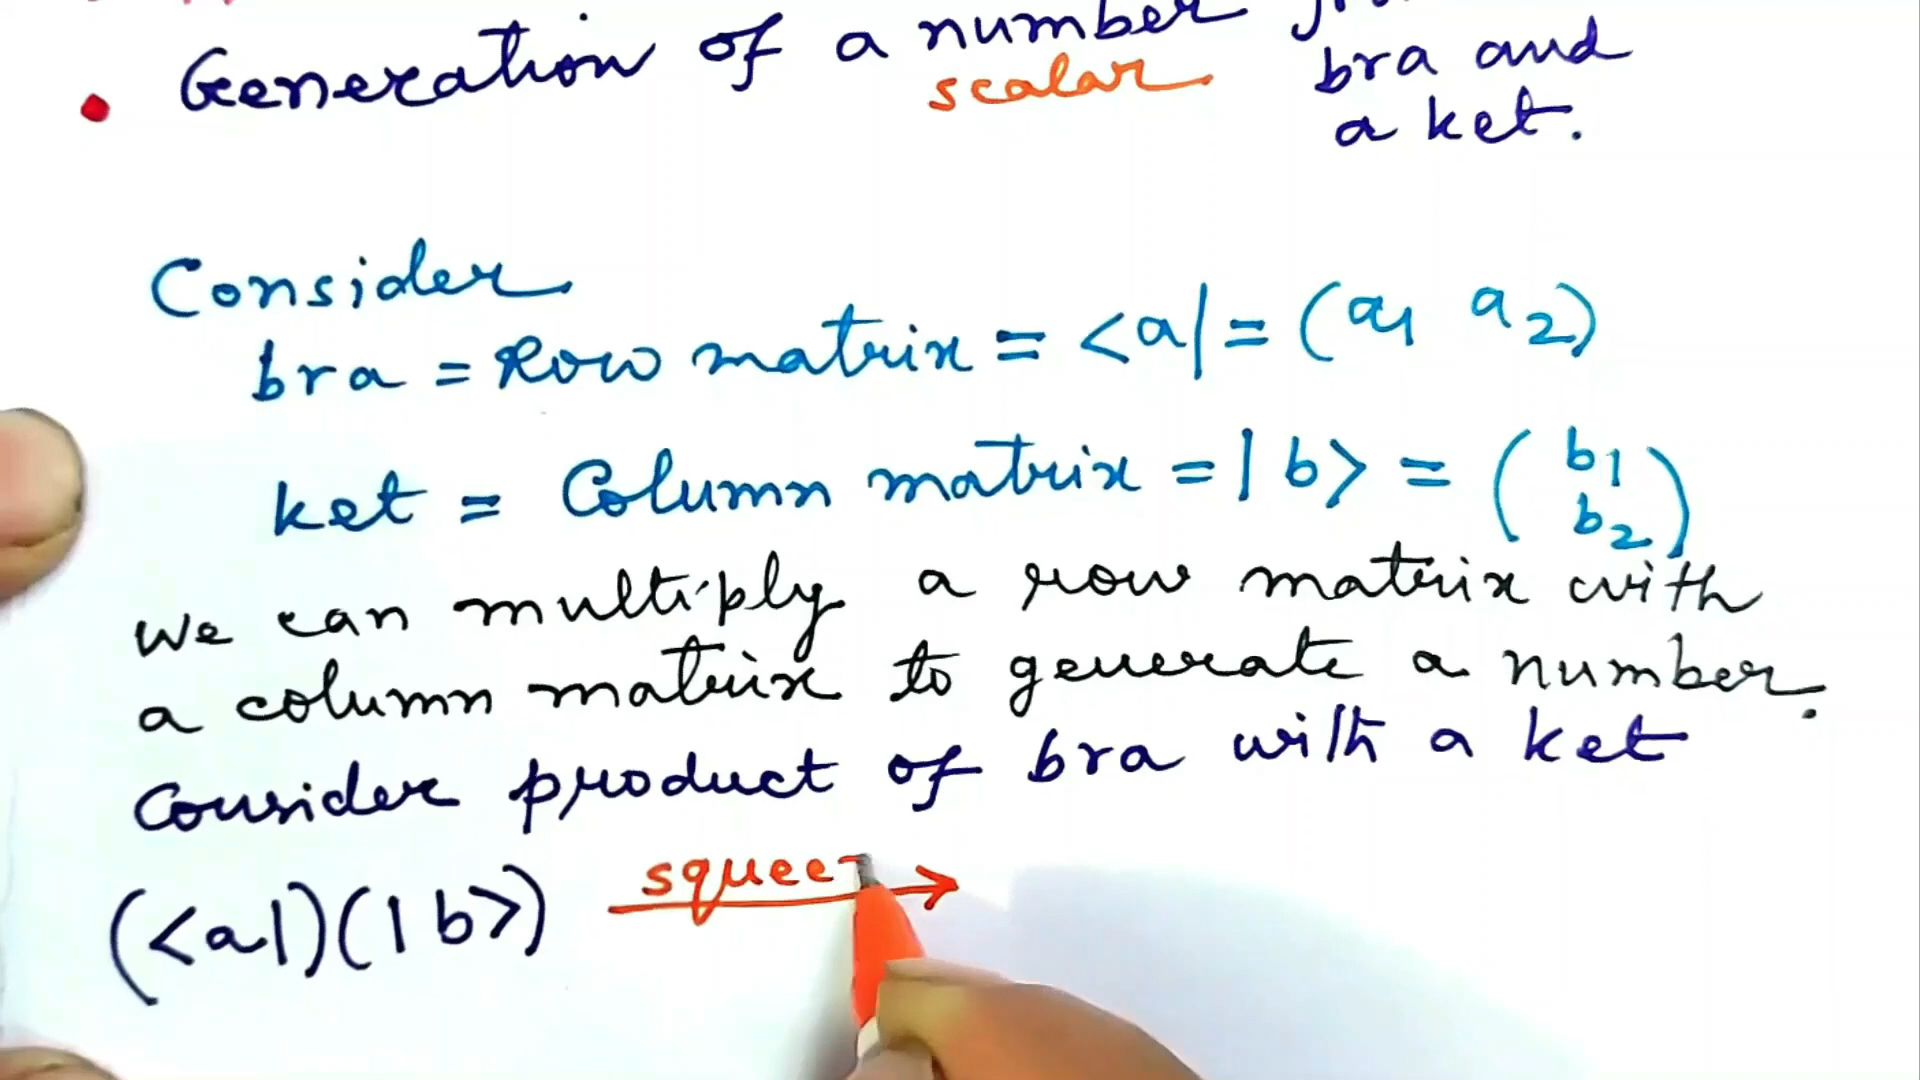 • Generation of a number
scalar
bra and
a ket.
Consider
bra = Row matrix = <a| = (a1 a2)
ket = Column matrix = |b> = (b1
b2)
We can multiply a row matrix with
a column matrix to generate a number.
Consider product of bra with a ket
(<a|)(|b>) squee